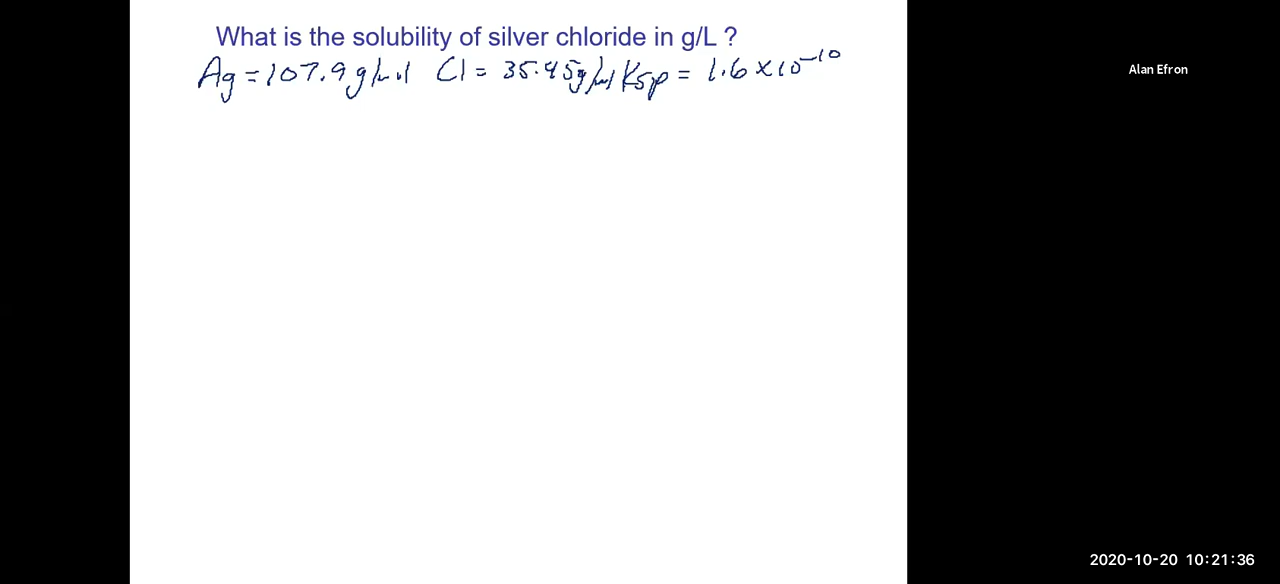 What is the solubility of silver chloride in g/L ?
Ag = 107.9 g/mol Cl = 35.45 g/mol Ksp = 1.6 x 10-10
Alan Efron
2020-10-20 10:21:36